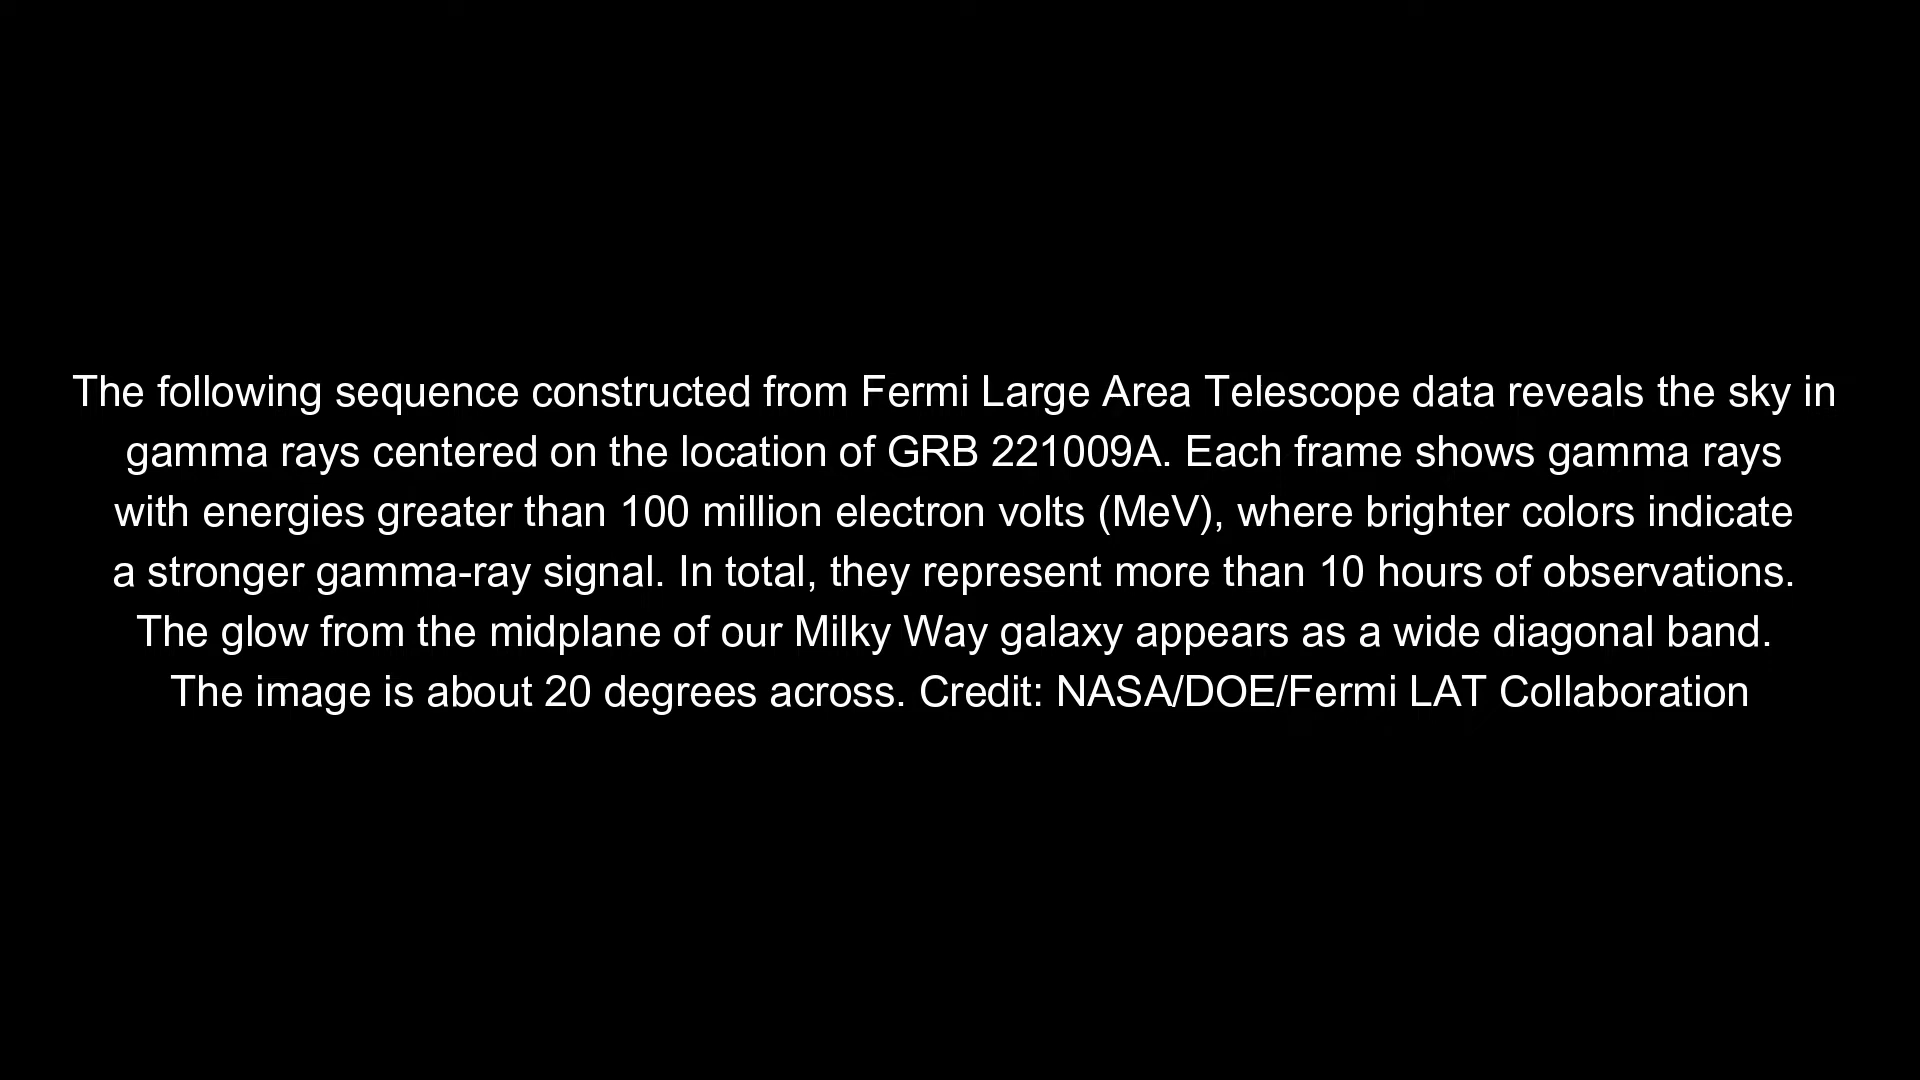 The following sequence constructed from Fermi Large Area Telescope data reveals the sky in
gamma rays centered on the location of GRB 221009A. Each frame shows gamma rays
with energies greater than 100 million electron volts (MeV), where brighter colors indicate
a stronger gamma-ray signal. In total, they represent more than 10 hours of observations.
The glow from the midplane of our Milky Way galaxy appears as a wide diagonal band.
The image is about 20 degrees across. Credit: NASA/DOE/Fermi LAT Collaboration